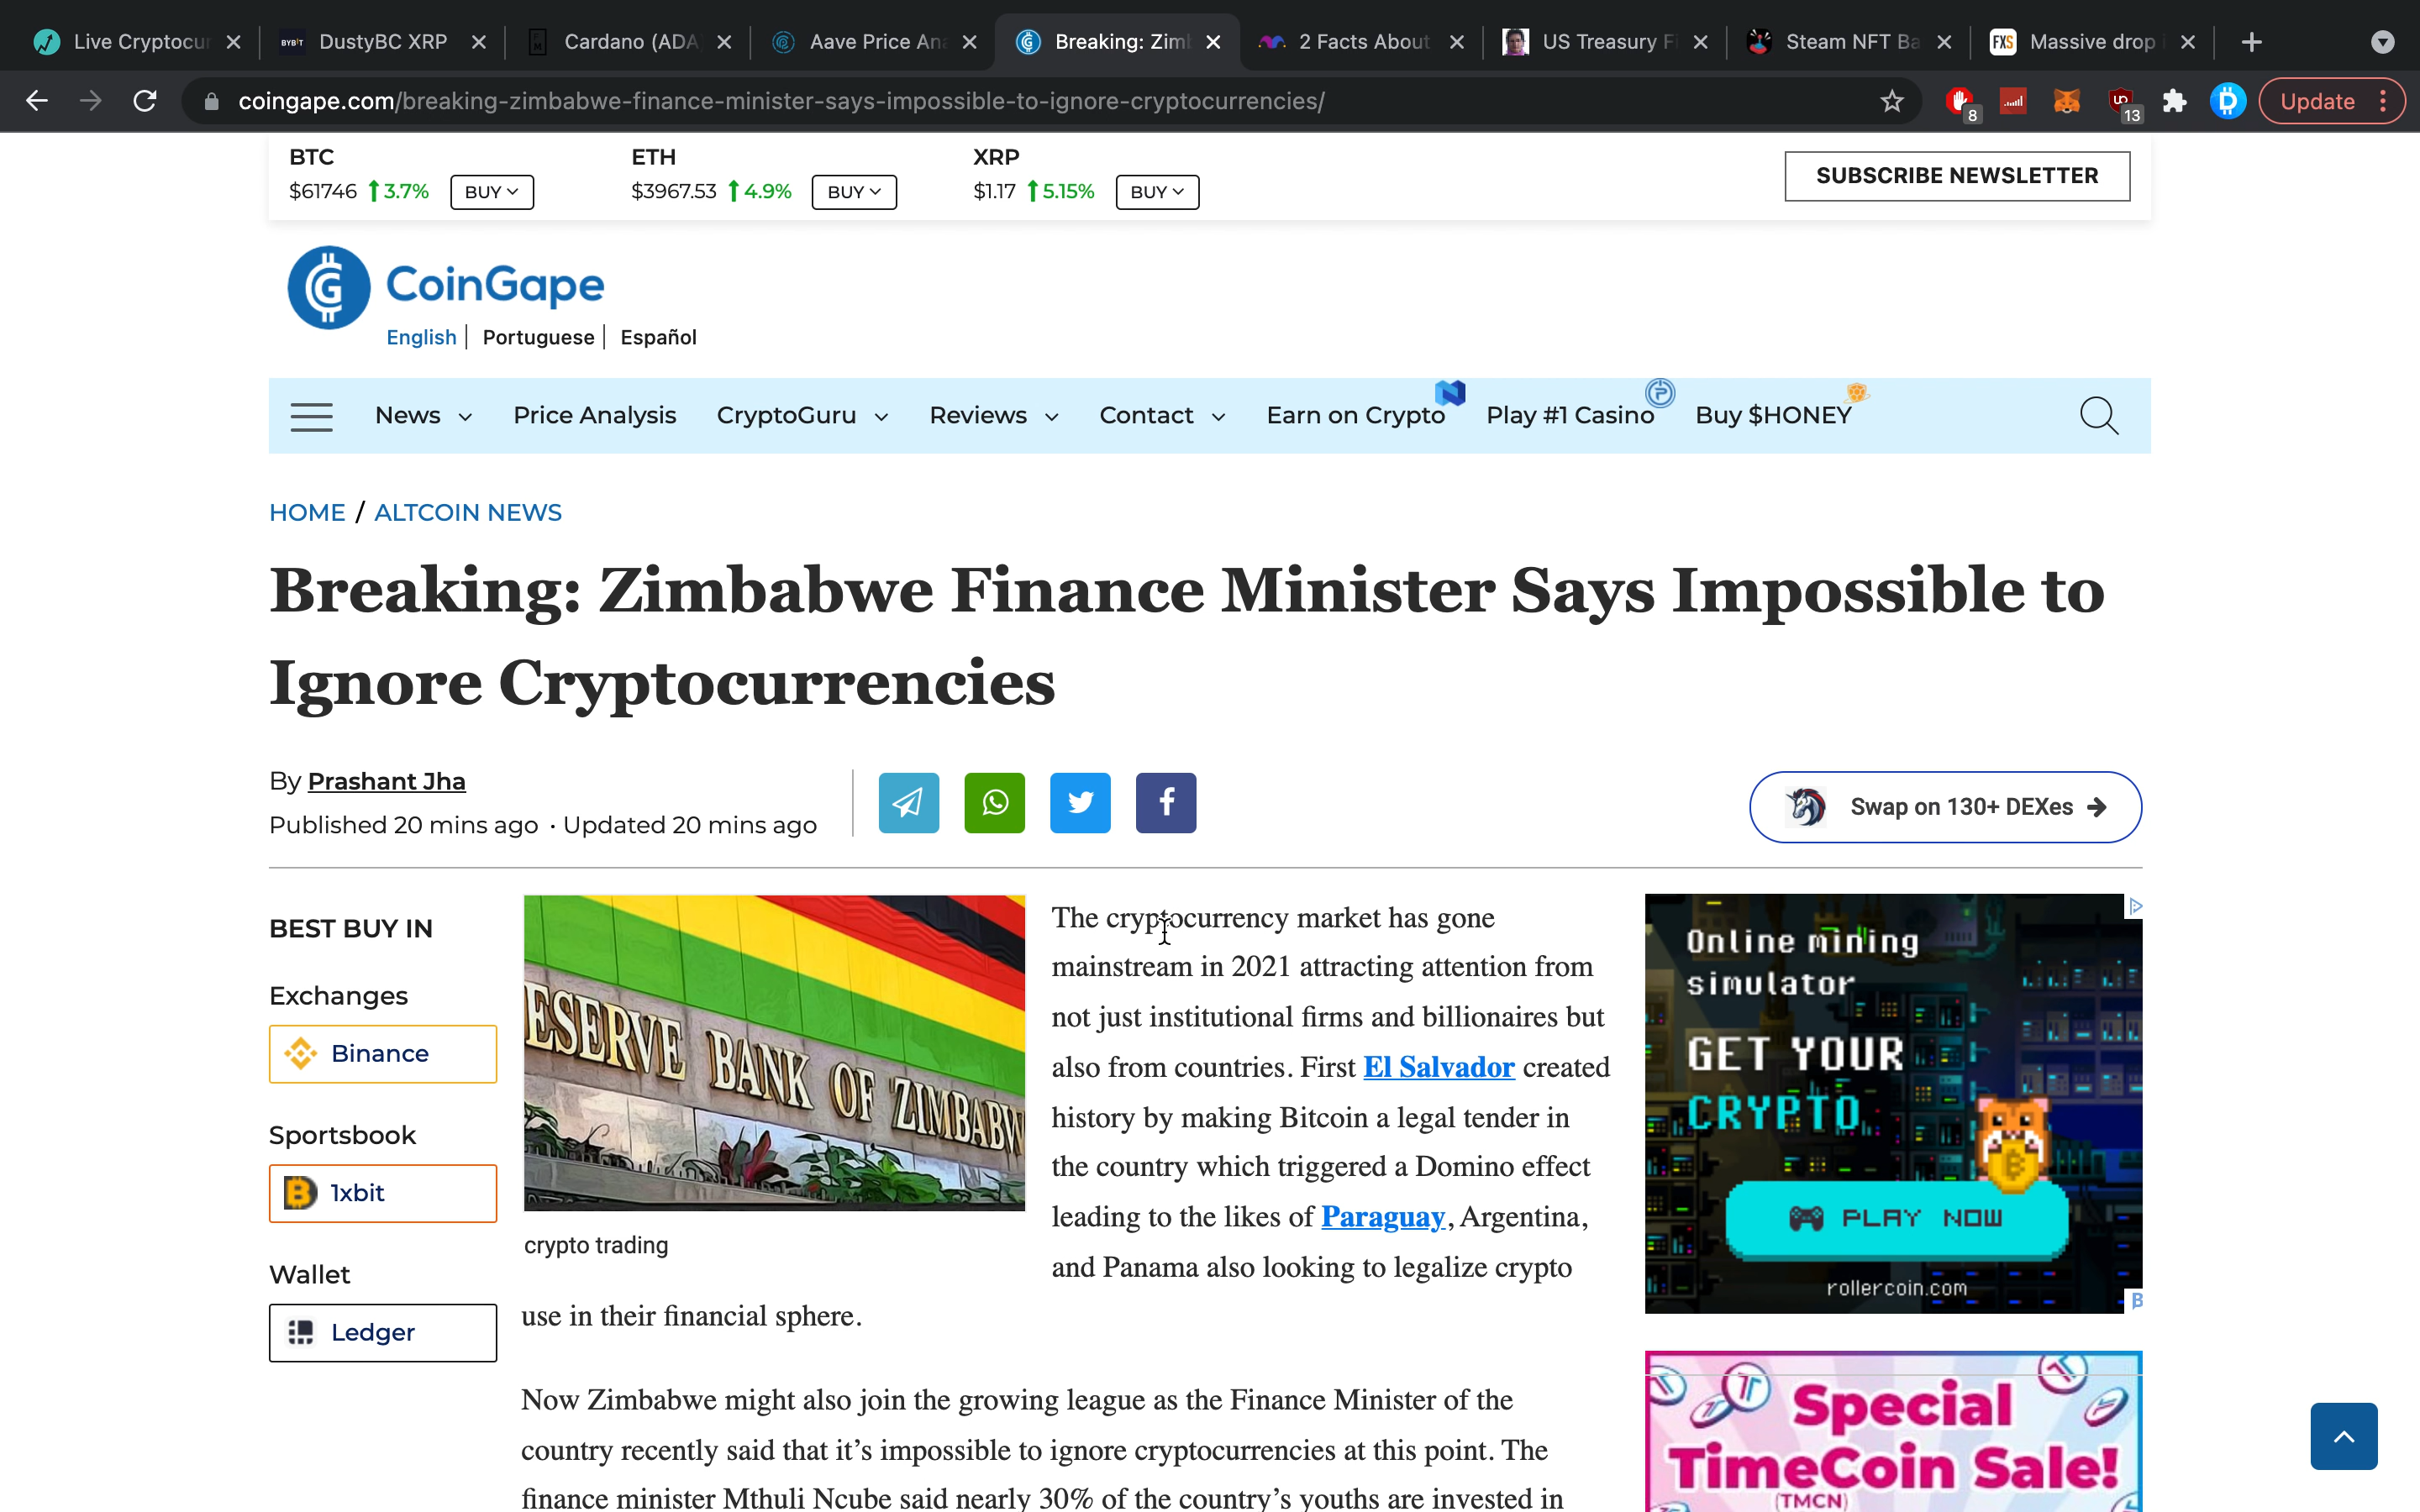 Live Cryptocur
DustyBC XRP
Cardano (ADA
Aave Price Ana
Breaking: Zimb
2 Facts About
US Treasury Fi
Steam NFT Ba
Massive drop i
coingape.com/breaking-zimbabwe-finance-minister-says-impossible-to-ignore-cryptocurrencies/
8
13
Update
BTC
$61746 3.7% BUY
ETH
$3967.53 4.9% BUY
XRP
$1.17 5.15% BUY
SUBSCRIBE NEWSLETTER
CoinGape
English | Portuguese | Español
News Price Analysis CryptoGuru Reviews Contact Earn on Crypto Play #1 Casino Buy $HONEY
HOME / ALTCOIN NEWS
Breaking: Zimbabwe Finance Minister Says Impossible to
Ignore Cryptocurrencies
By Prashant Jha
Published 20 mins ago · Updated 20 mins ago
Swap on 130+ DEXes
BEST BUY IN
Exchanges
Binance
Sportsbook
1xbit
Wallet
Ledger
ESERVE BANK OF ZIMBABW
crypto trading
The cryptocurrency market has gone
mainstream in 2021 attracting attention from
not just institutional firms and billionaires but
also from countries. First El Salvador created
history by making Bitcoin a legal tender in
the country which triggered a Domino effect
leading to the likes of Paraguay, Argentina,
and Panama also looking to legalize crypto
use in their financial sphere.
Now Zimbabwe might also join the growing league as the Finance Minister of the
country recently said that it’s impossible to ignore cryptocurrencies at this point. The
finance minister Mthuli Ncube said nearly 30% of the country’s youths are invested in
Online mining
simulator
GET YOUR
CRYPTO
PLAY NOW
rollercoin.com
Special
TimeCoin Sale!
(TMCN)